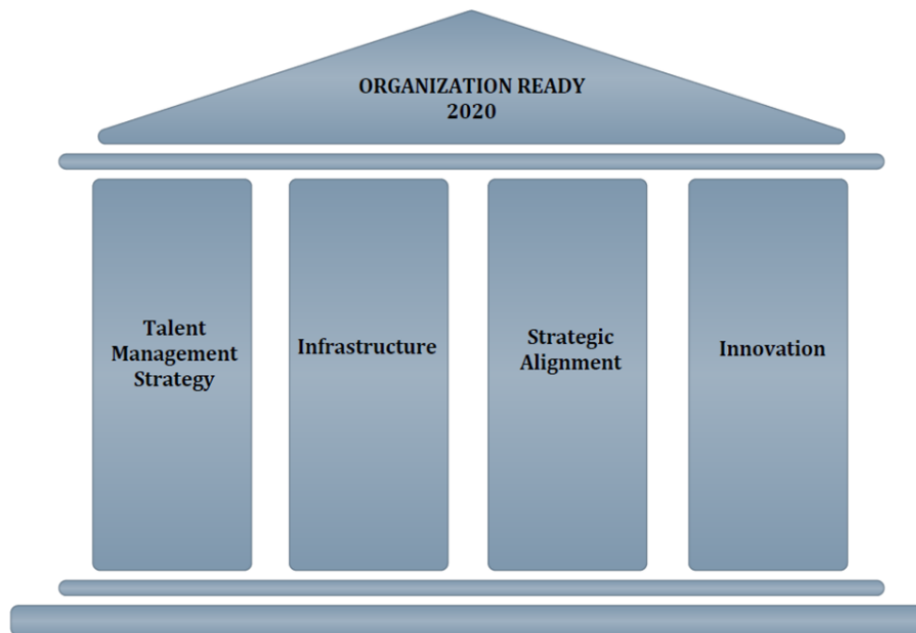 ORGANIZATION READY
2020
Talent
Management
Strategy
Infrastructure
Strategic
Alignment
Innovation